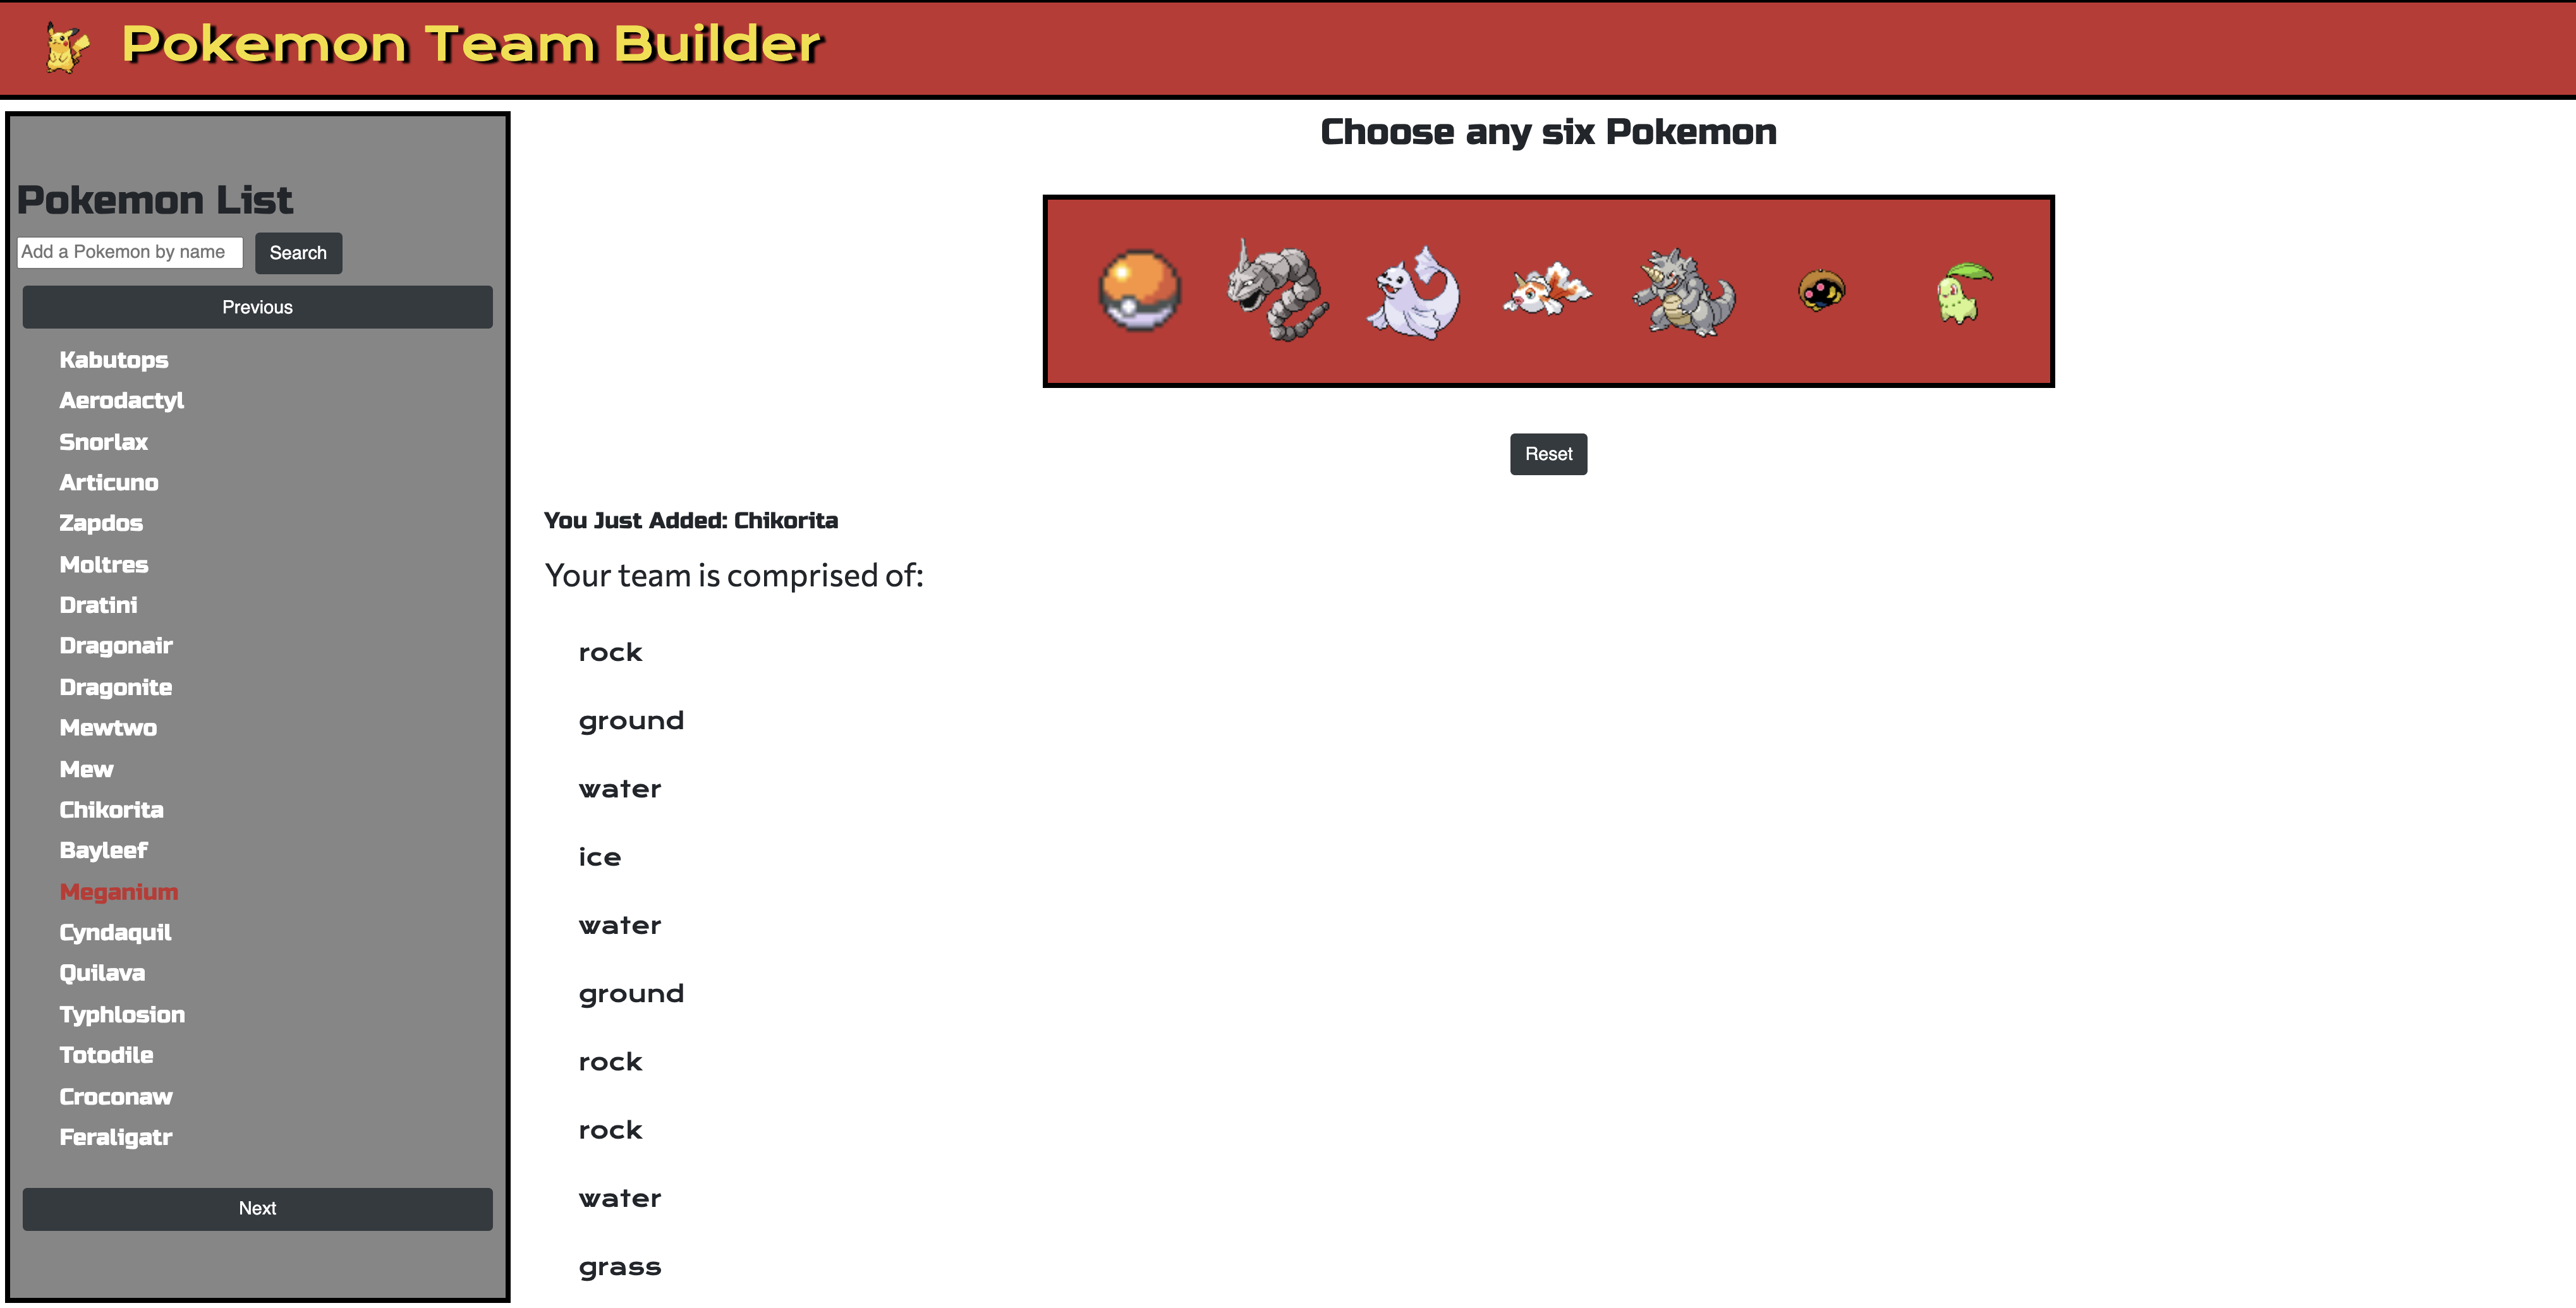 Pokemon Team Builder
Pokemon List
Add a Pokemon by name
Search
Previous
Kabutops
Aerodactyl
Snorlax
Articuno
Zapdos
Moltres
Dratini
Dragonair
Dragonite
Mewtwo
Mew
Chikorita
Bayleef
Meganium
Cyndaquil
Quilava
Typhlosion
Totodile
Croconaw
Feraligatr
Next
Choose any six Pokemon
Reset
You Just Added: Chikorita
Your team is comprised of:
rock
ground
water
ice
water
ground
rock
rock
water
grass